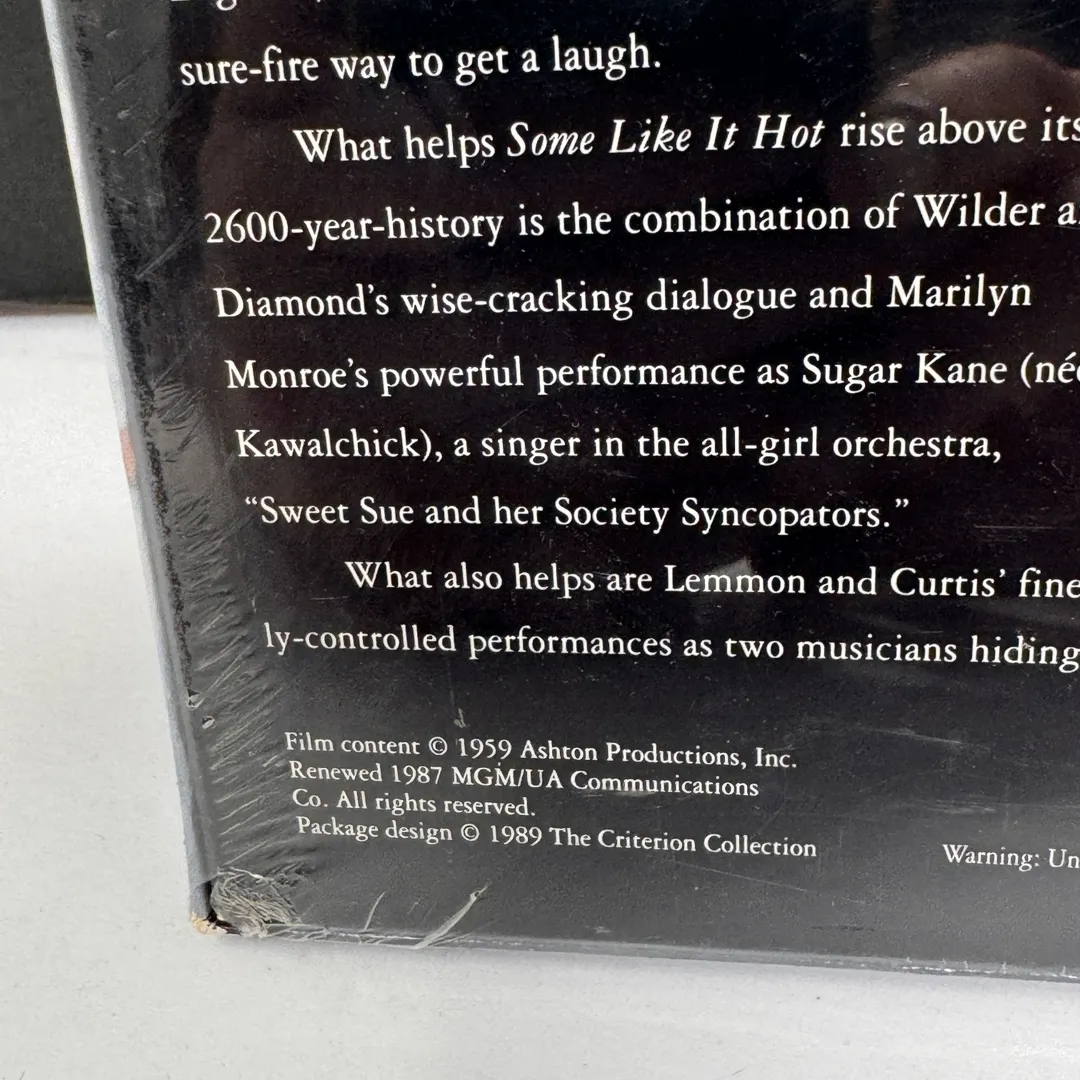 sure-fire way to get a laugh.
What helps Some Like It Hot rise above its
2600-year-history is the combination of Wilder
Diamond's wise-cracking dialogue and Marilyn
Monroe's powerful performance as Sugar Kane (née
Kawalchick), a singer in the all-girl orchestra,
“Sweet Sue and her Society Syncopators.”
What also helps are Lemmon and Curtis' fine
ly-controlled performances as two musicians hiding
Film content © 1959 Ashton Productions, Inc.
Renewed 1987 MGM/UA Communications
Co. All rights reserved.
Package design © 1989 The Criterion Collection
Warning: